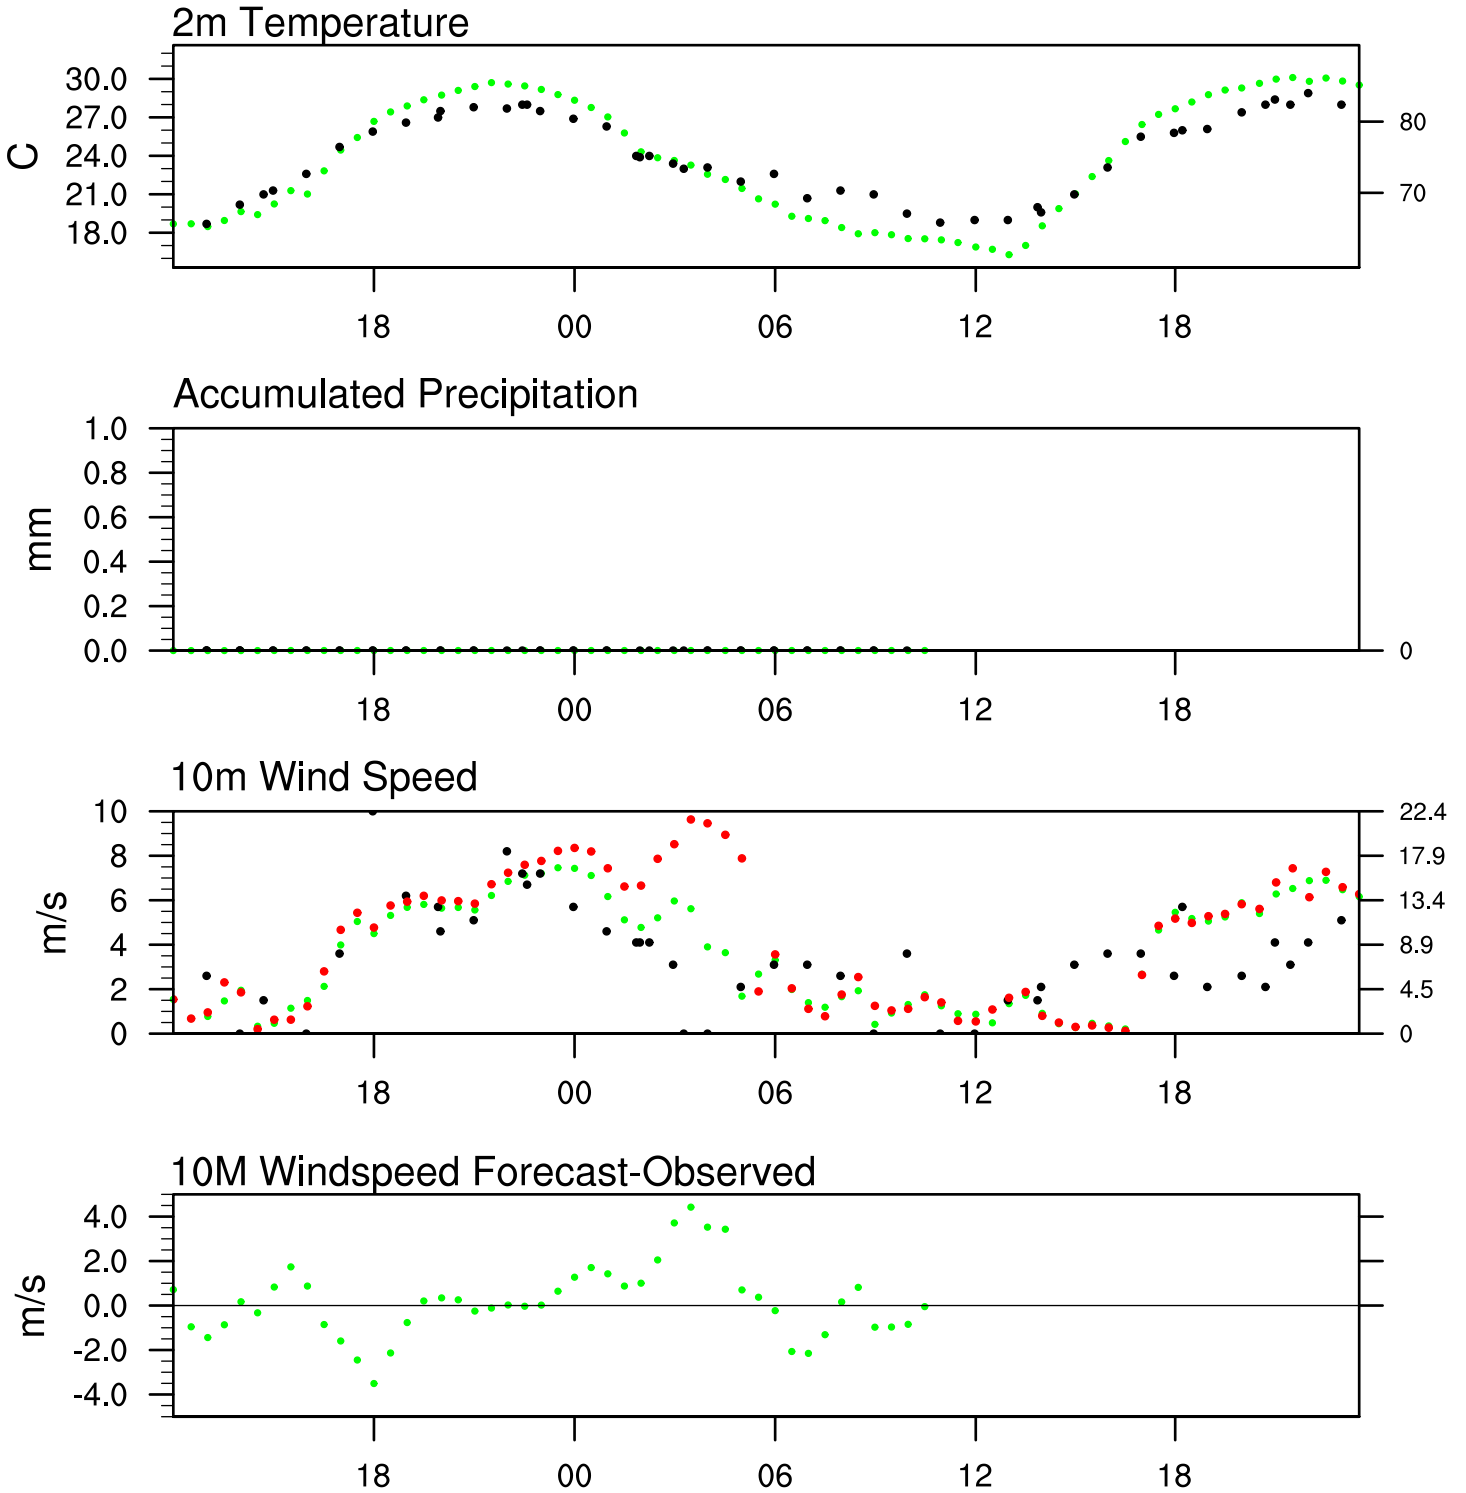 2m Temperature
30.0
27.0
24.0
21.0
18.0
C
80
70
18 00 06 12 18
Accumulated Precipitation
1.0
0.8
0.6
0.4
0.2
0.0
mm
0
18 00 06 12 18
10m Wind Speed
10
8
6
4
2
0
m/s
22.4
17.9
13.4
8.9
4.5
0
18 00 06 12 18
10M Windspeed Forecast-Observed
4.0
2.0
0.0
-2.0
-4.0
m/s
18 00 06 12 18